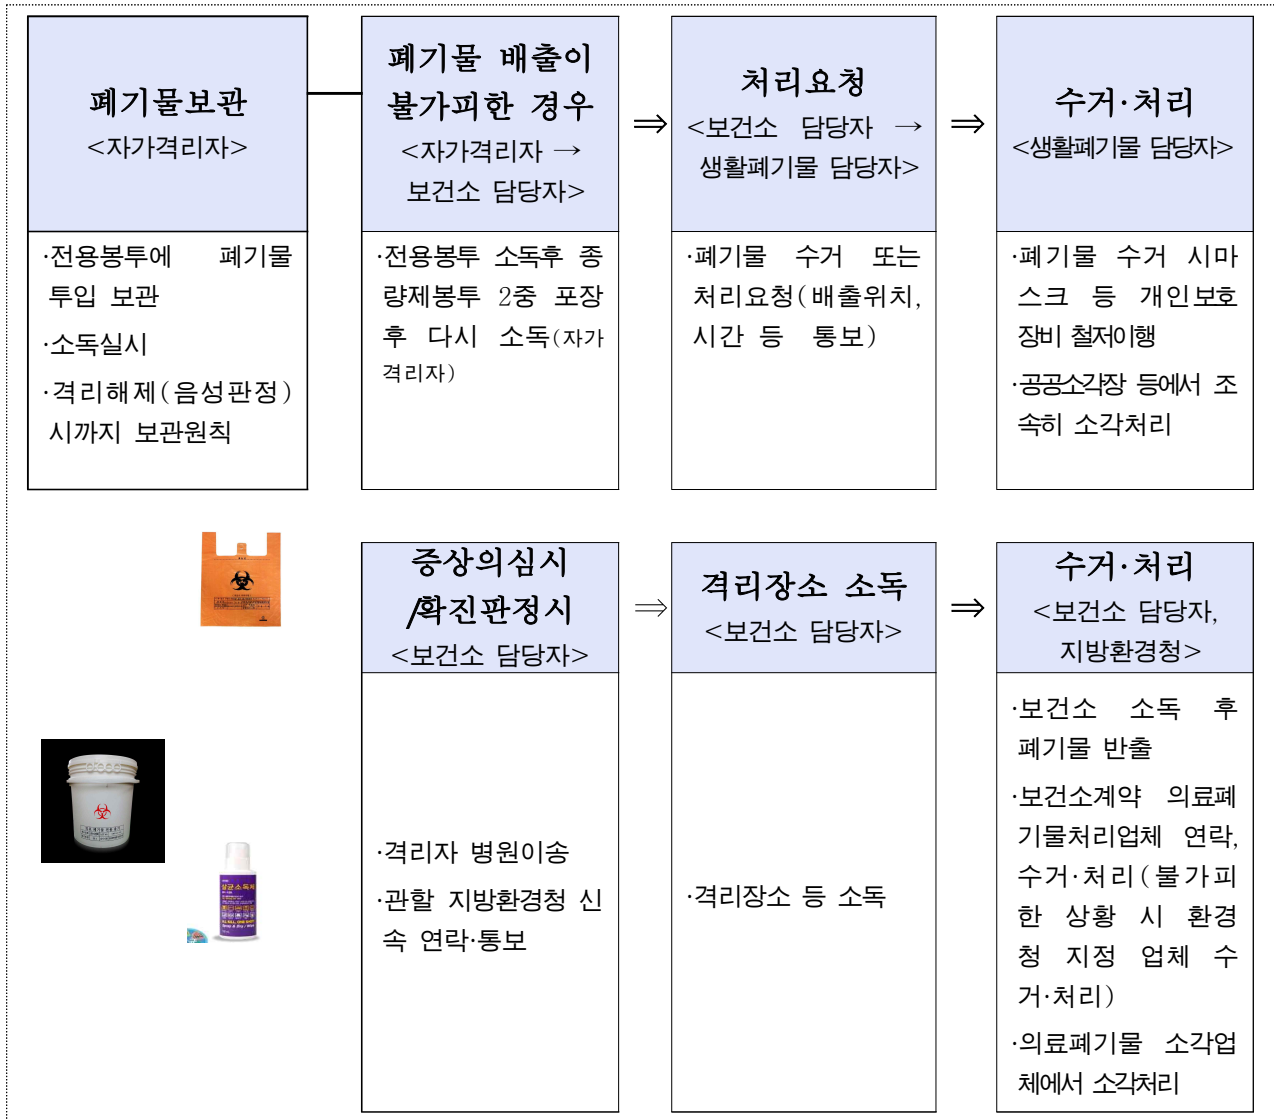 폐기물보관
<자가격리자>
·전용봉투에 폐기물
투입 보관
·소독실시
·격리해제(음성판정)
시까지 보관원칙
폐기물 배출이
불가피한 경우
<자가격리자 →
보건소 담당자>
·전용봉투 소독후 종
량제봉투 2중 포장
후 다시 소독(자가
격리자)
⇒
처리요청
<보건소 담당자 →
생활폐기물 담당자>
·폐기물 수거 또는
처리요청(배출위치,
시간 등 통보)
⇒
수거·처리
<생활폐기물 담당자>
·폐기물 수거 시마
스크 등 개인보호
장비 철저이행
·공공소각장 등에서 조
속히 소각처리
살균소독제
증상의심시
/확진판정시
<보건소 담당자>
·격리자 병원이송
·관할 지방환경청 신
속 연락·통보
⇒
격리장소 소독
<보건소 담당자>
·격리장소 등 소독
⇒
수거·처리
<보건소 담당자,
지방환경청>
·보건소 소독 후
폐기물 반출
·보건소계약 의료폐
기물처리업체 연락,
수거·처리(불가피
한 상황 시 환경
청 지정 업체 수
거·처리)
·의료폐기물 소각업
체에서 소각처리